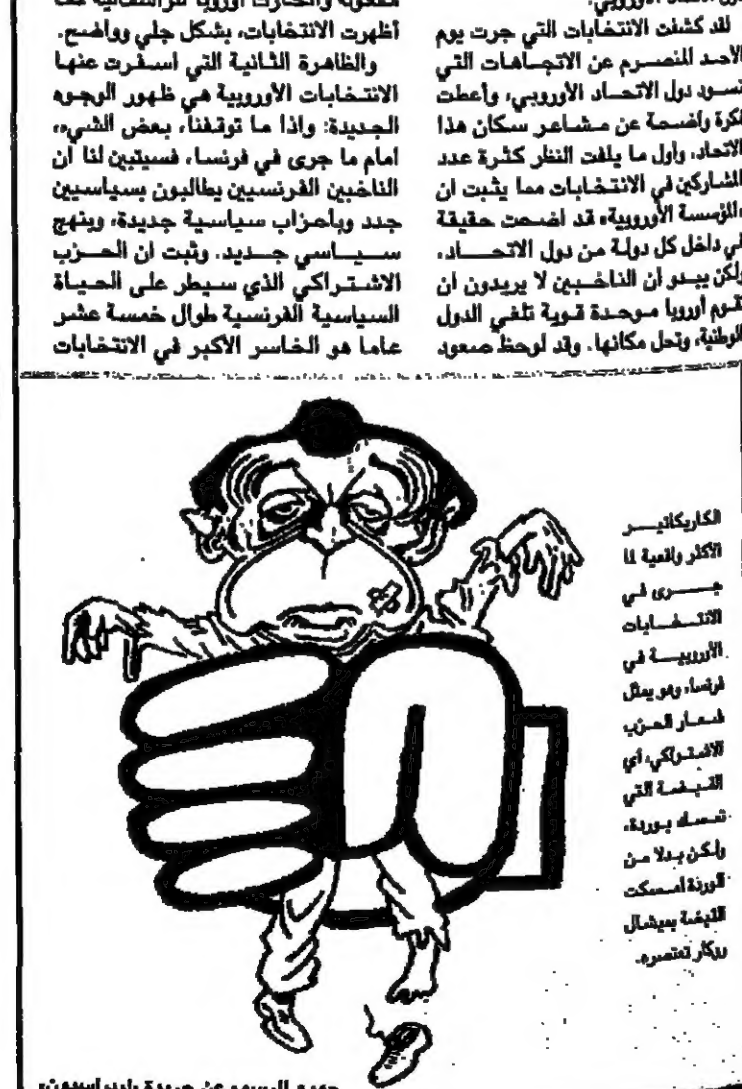 أظهرت الانتخابات، بشكل جلي وواضح.
والظاهرة الثانية التي اسفرت عنها
الانتخابات الأوروبية هي ظهور الوجوه
الجديدة: واذا ما توقفنا، بعض الشيء،
امام ما جرى في فرنسا، فسيتبين لنا ان
الناخبين الفرنسيين يطالبون بسياسيين
جدد وبأحزاب سياسية جديدة، وبنهج
سياسي جديد. وثبت ان الحزب
الاشتراكي الذي سيطر على الحياة
السياسية الفرنسية طوال خمسة عشر
عاما هو الخاسر الأكبر في الانتخابات
لقد كشفت الانتخابات التي جرت يوم
الأحد المنصرم عن الاتجاهات التي
تسود دول الاتحاد الأوروبي، وأعطت
فكرة واضحة عن مشاعر سكان هذا
الاتحاد. واول ما يلفت النظر كثرة عدد
المشاركين في الانتخابات مما يثبت ان
«المؤسسة الأوروبية» قد اضحت حقيقة
في داخل كل دولة من دول الاتحاد.
ولكن يبدو أن الناخبين لا يريدون ان
تقوم أوروبا موحدة قوية تلغي الدول
الوطنية، وتحل مكانها. وقد لوحظ صعود
الكاريكاتير
الأكثر واقعية لما
جرى في
الانتخابات
الأوروبية في
فرنسا، وهو يمثل
شعار الحزب
الاشتراكي، أي
القبضة التي
تمسك بوردة،
ولكن بدلا من
الوردة أمسكت
القبضة بميشال
روكار تعتصره.